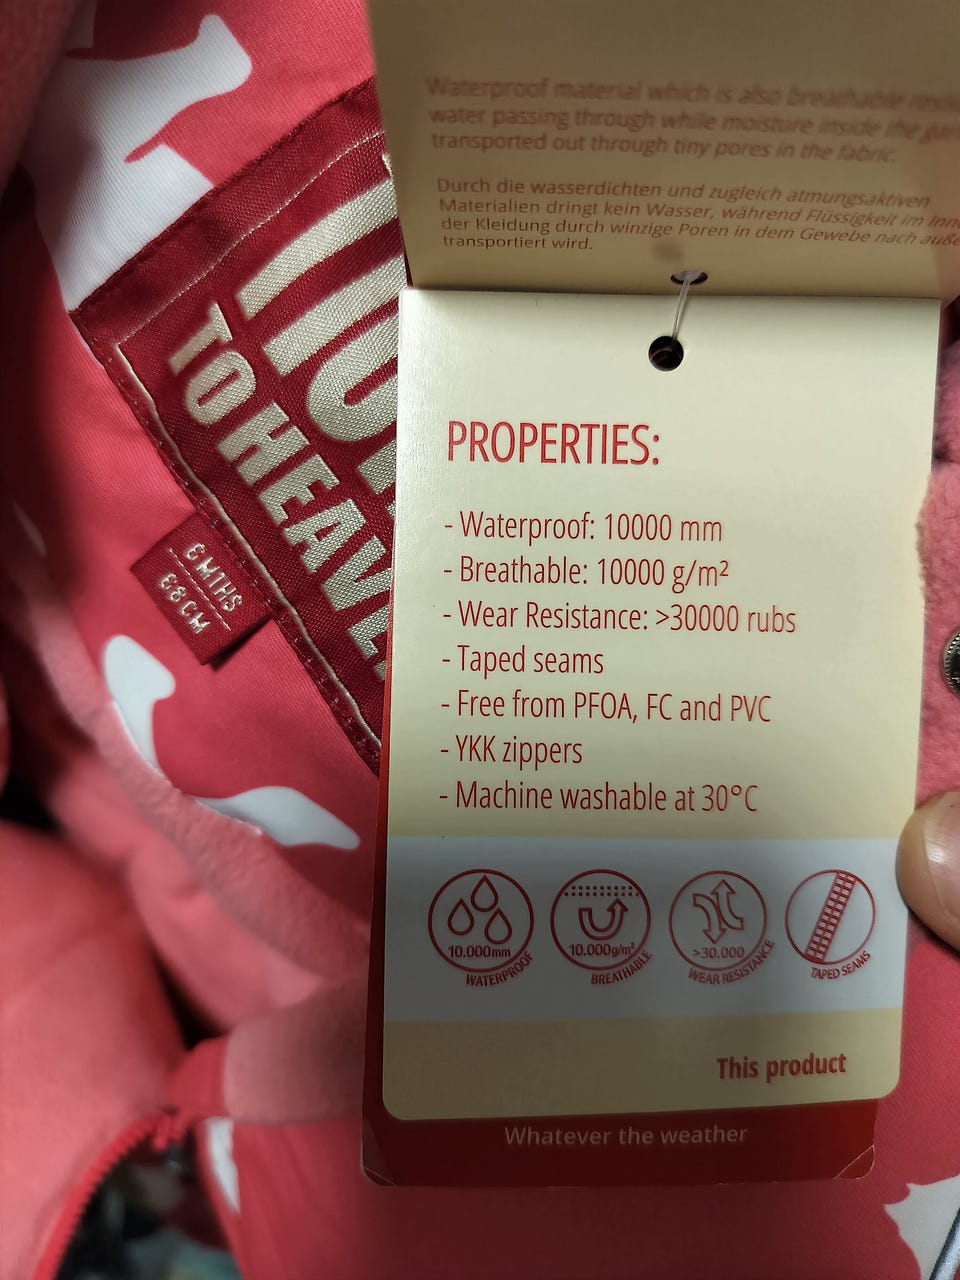 Waterproof material which is also breathable
water passing through while moisture inside the
transported out through tiny pores in the fabric.
Durch die wasserdichten und zugleich atmungsaktiven
Materialien dringt kein Wasser, während Flüssigkeit im
der Kleidung durch winzige Poren in dem Gewebe nach
transportiert wird.
TO HEAVE
6 MTHS
68 CM
PROPERTIES:
- Waterproof: 10000 mm
- Breathable: 10000 g/m²
- Wear Resistance: >30000 rubs
- Taped seams
- Free from PFOA, FC and PVC
- YKK zippers
- Machine washable at 30°C
10.000mm
WATERPROOF
10.000g/m²
BREATHABLE
>30.000
WEAR RESISTANCE
TAPED SEAMS
This product
Whatever the weather